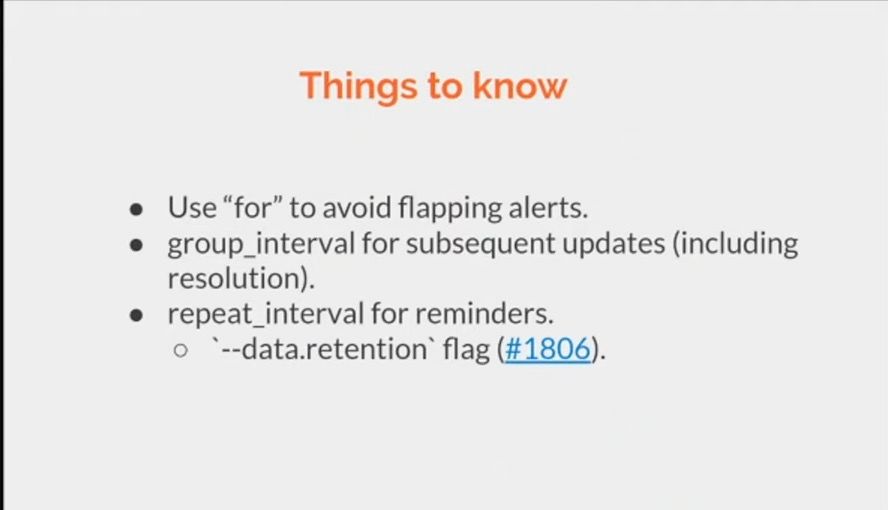 Things to know
● Use “for” to avoid flapping alerts.
● group_interval for subsequent updates (including
resolution).
● repeat_interval for reminders.
○ `--data.retention` flag (#1806).